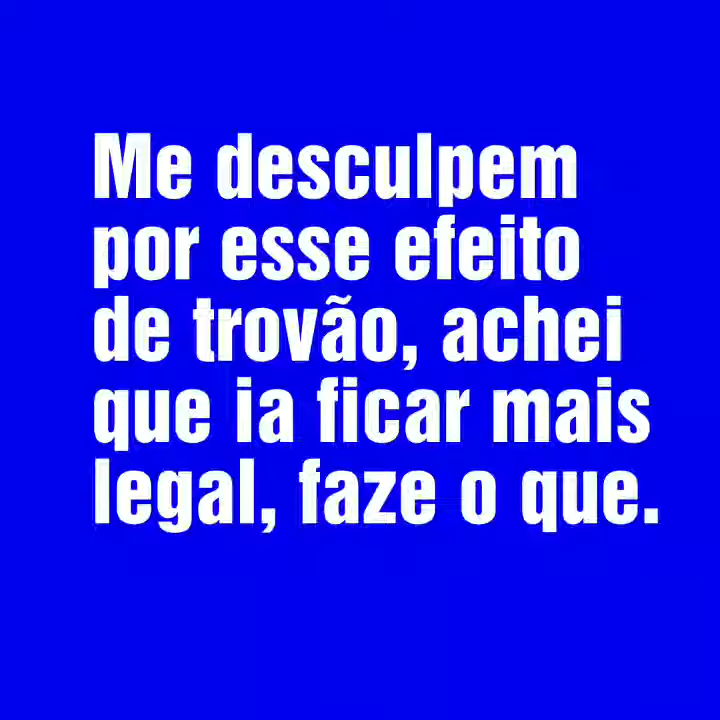 Me desculpem
por esse efeito
de trovão, achei
que ia ficar mais
legal, faze o que.